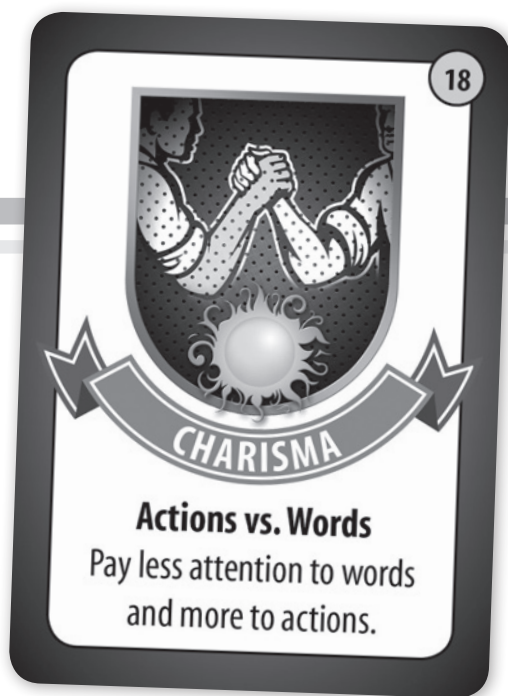 18
CHARISMA
Actions vs. Words
Pay less attention to words
and more to actions.